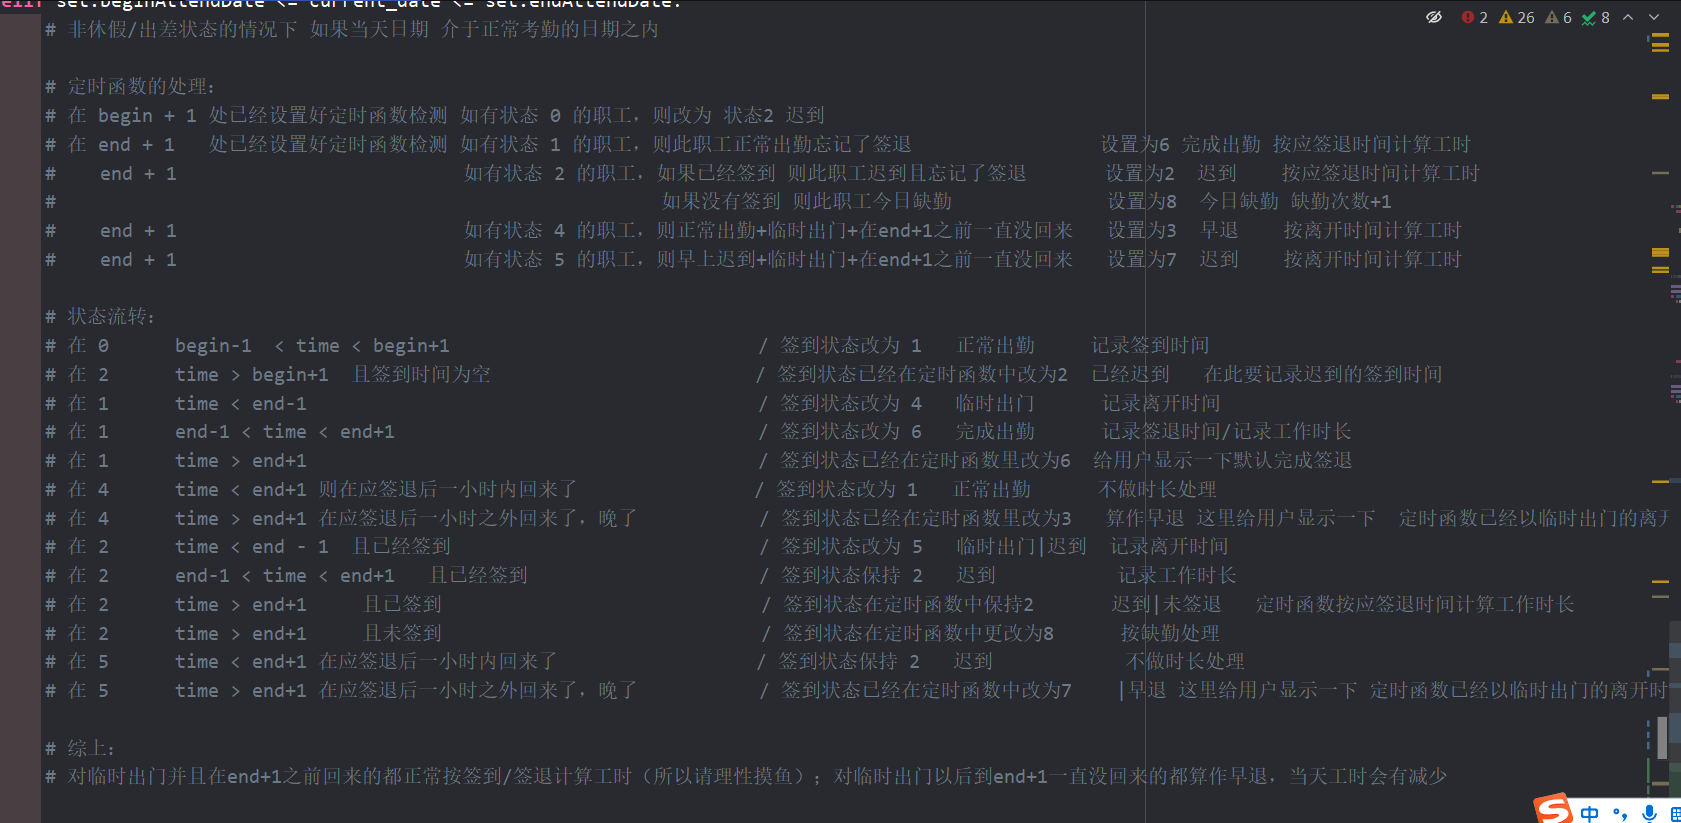 elif set.beginAttendDate <= current_date <= set.endAttendDate:
2 26 6 8
# 非休假/出差状态的情况下 如果当天日期 介于正常考勤的日期之内
# 定时函数的处理：
# 在 begin + 1 处已经设置好定时函数检测 如有状态 0 的职工，则改为 状态2 迟到
# 在 end + 1 处已经设置好定时函数检测 如有状态 1 的职工，则此职工正常出勤忘记了签退 设置为6 完成出勤 按应签退时间计算工时
# end + 1 如有状态 2 的职工，如果已经签到 则此职工迟到且忘记了签退 设置为2 迟到 按应签退时间计算工时
# 如果没有签到 则此职工今日缺勤 设置为8 今日缺勤 缺勤次数+1
# end + 1 如有状态 4 的职工，则正常出勤+临时出门+在end+1之前一直没回来 设置为3 早退 按离开时间计算工时
# end + 1 如有状态 5 的职工，则早上迟到+临时出门+在end+1之前一直没回来 设置为7 迟到 按离开时间计算工时
# 状态流转：
# 在 0 begin-1 < time < begin+1 / 签到状态改为 1 正常出勤 记录签到时间
# 在 2 time > begin+1 且签到时间为空 / 签到状态已经在定时函数中改为2 已经迟到 在此要记录迟到的签到时间
# 在 1 time < end-1 / 签到状态改为 4 临时出门 记录离开时间
# 在 1 end-1 < time < end+1 / 签到状态改为 6 完成出勤 记录签退时间/记录工作时长
# 在 1 time > end+1 / 签到状态已经在定时函数里改为6 给用户显示一下默认完成签退
# 在 4 time < end+1 则在应签退后一小时内回来了 / 签到状态改为 1 正常出勤 不做时长处理
# 在 4 time > end+1 在应签退后一小时之外回来了，晚了 / 签到状态已经在定时函数里改为3 算作早退 这里给用户显示一下 定时函数已经以临时出门的离开
# 在 2 time < end - 1 且已经签到 / 签到状态改为 5 临时出门|迟到 记录离开时间
# 在 2 end-1 < time < end+1 且已经签到 / 签到状态保持 2 迟到 记录工作时长
# 在 2 time > end+1 且已签到 / 签到状态在定时函数中保持2 迟到|未签退 定时函数按应签退时间计算工作时长
# 在 2 time > end+1 且未签到 / 签到状态在定时函数中更改为8 按缺勤处理
# 在 5 time < end+1 在应签退后一小时内回来了 / 签到状态保持 2 迟到 不做时长处理
# 在 5 time > end+1 在应签退后一小时之外回来了，晚了 / 签到状态已经在定时函数中改为7 |早退 这里给用户显示一下 定时函数已经以临时出门的离开时
# 综上：
# 对临时出门并且在end+1之前回来的都正常按签到/签退计算工时（所以请理性摸鱼）；对临时出门以后到end+1一直没回来的都算作早退，当天工时会有减少
S 中